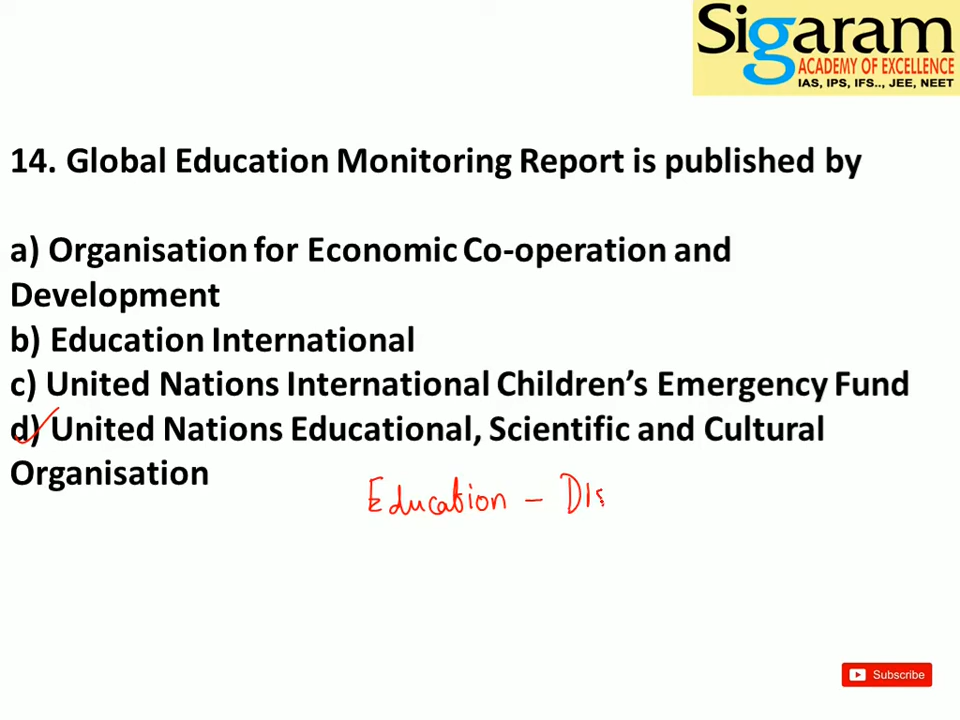 Sigaram
ACADEMY OF EXCELLENCE
IAS, IPS, IFS.., JEE, NEET
14. Global Education Monitoring Report is published by
a) Organisation for Economic Co-operation and
Development
b) Education International
c) United Nations International Children’s Emergency Fund
d) United Nations Educational, Scientific and Cultural
Organisation
Education - DIS
Subscribe